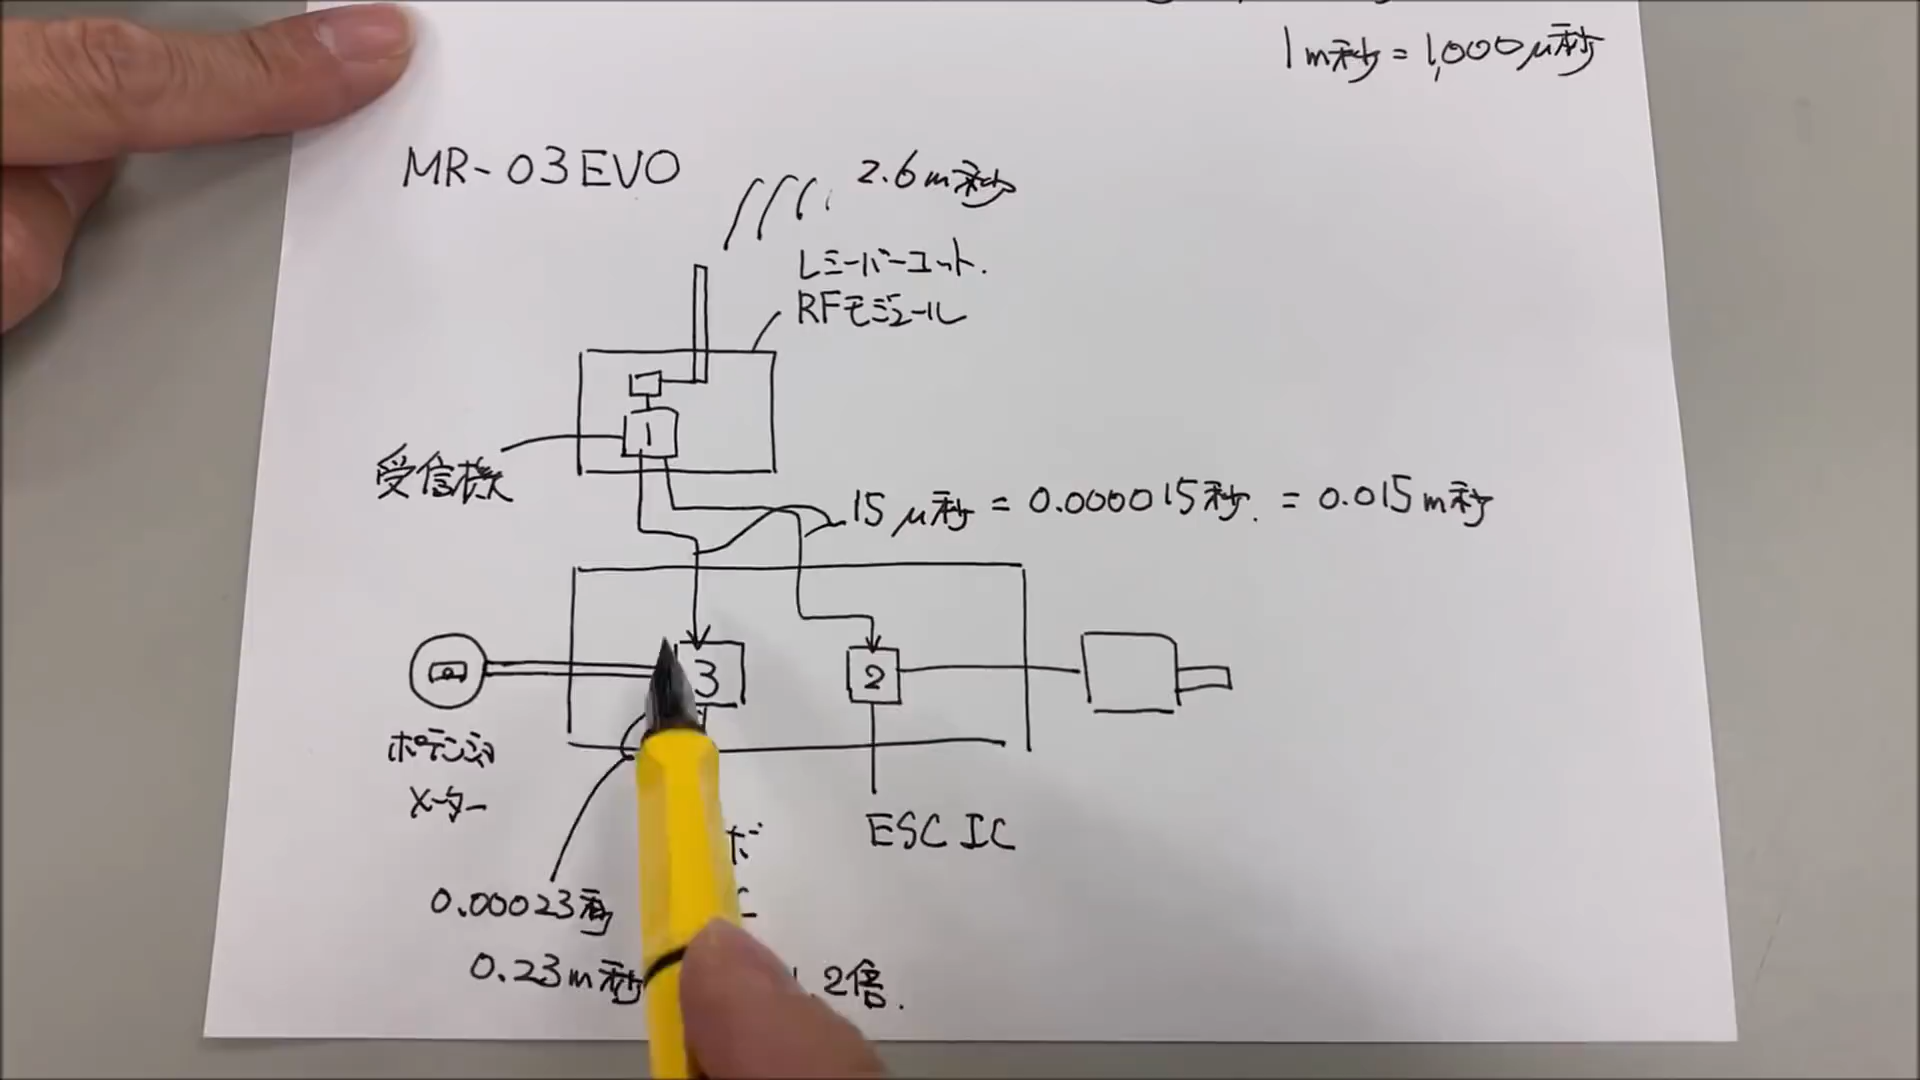 1m秒=1,000μ秒
MR-03EVO
2.6m秒
レシーバーユニット.
RFモジュール
1
受信機
15μ秒=0.000015秒.=0.015m秒
3
2
ポテンショ
メーター
ESC IC
0.00023秒
0.23m秒
.2倍.